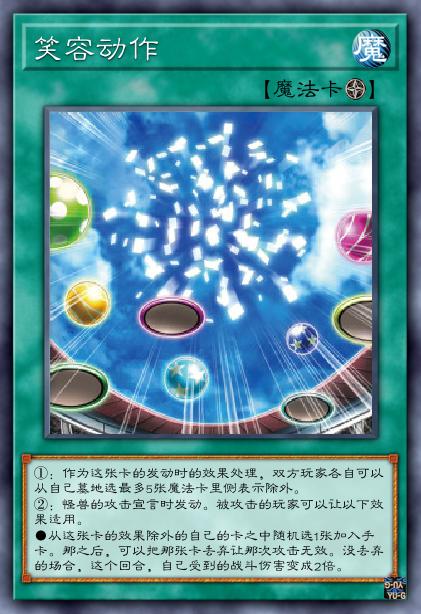 笑容动作
魔
【魔法卡】
①：作为这张卡的发动时的效果处理，双方玩家各自可以
从自己墓地选最多5张魔法卡里侧表示除外。
②：怪兽的攻击宣言时发动。被攻击的玩家可以让以下效
果适用。
●从这张卡的效果除外的自己的卡之中随机选1张加入手
卡。那之后，可以把那张卡丢弃让那次攻击无效。没丢弃
的场合，这个回合，自己受到的战斗伤害变成2倍。